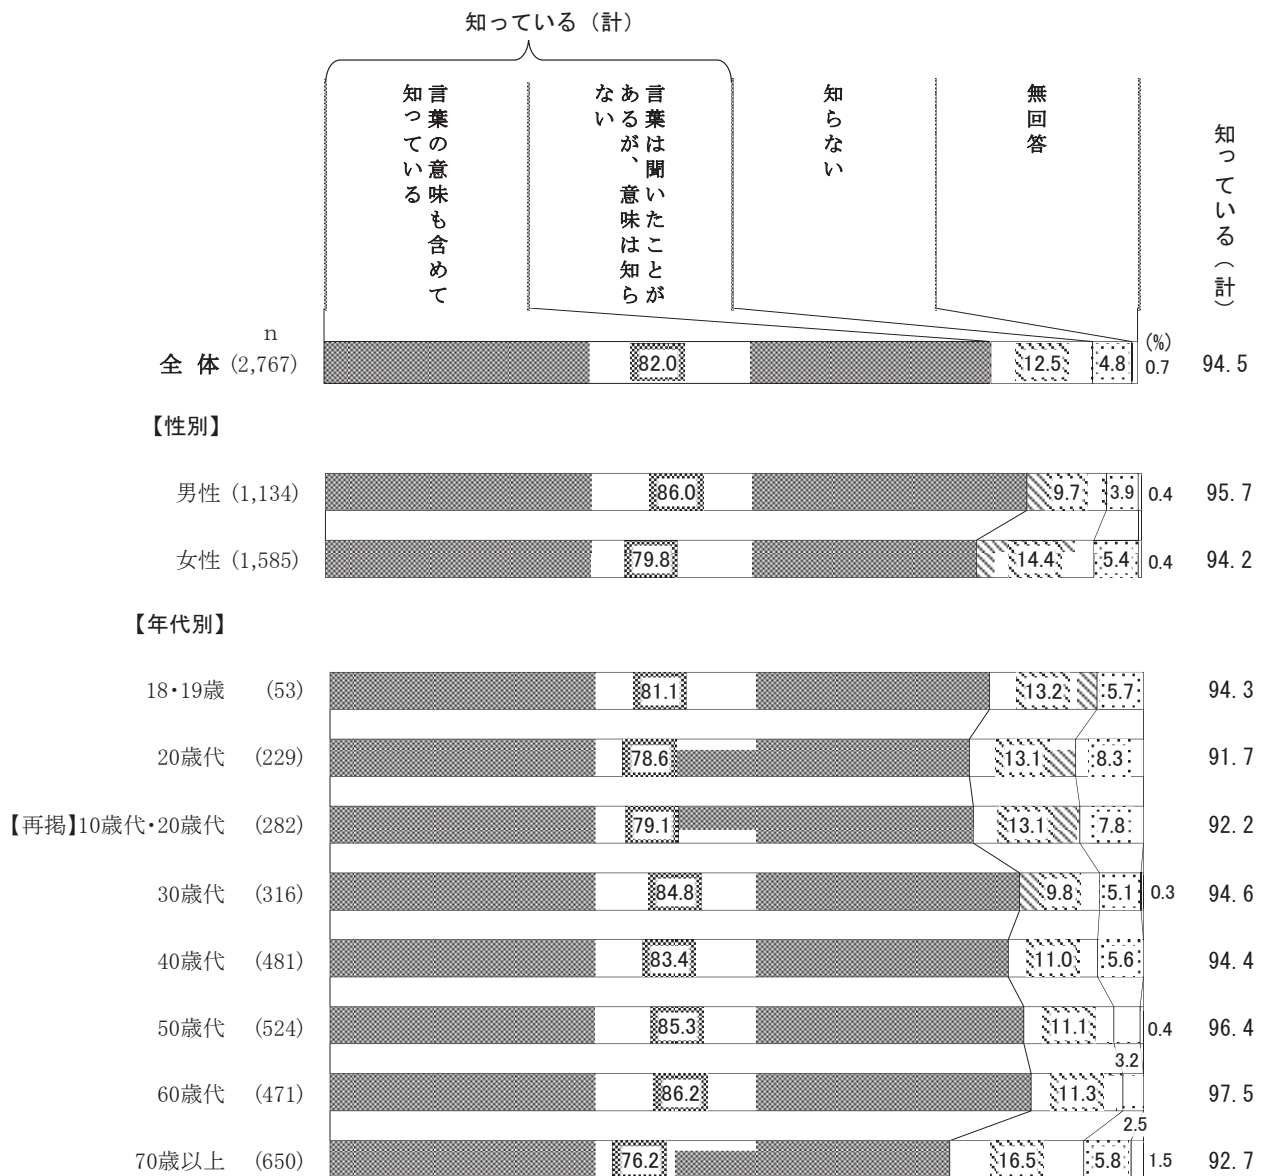 知っている（計）
言葉の意味も含めて
知っている
言葉は聞いたことが
あるが、意味は知ら
ない
知らない
無回答
知っている（計）
n
(%)
全 体 (2,767) 82.0 12.5 4.8 0.7 94.5
【性別】
男性 (1,134) 86.0 9.7 3.9 0.4 95.7
女性 (1,585) 79.8 14.4 5.4 0.4 94.2
【年代別】
18・19歳 (53) 81.1 13.2 5.7 94.3
20歳代 (229) 78.6 13.1 8.3 91.7
【再掲】10歳代・20歳代 (282) 79.1 13.1 7.8 92.2
30歳代 (316) 84.8 9.8 5.1 0.3 94.6
40歳代 (481) 83.4 11.0 5.6 94.4
50歳代 (524) 85.3 11.1 0.4 96.4
3.2
60歳代 (471) 86.2 11.3 97.5
2.5
70歳以上 (650) 76.2 16.5 5.8 1.5 92.7